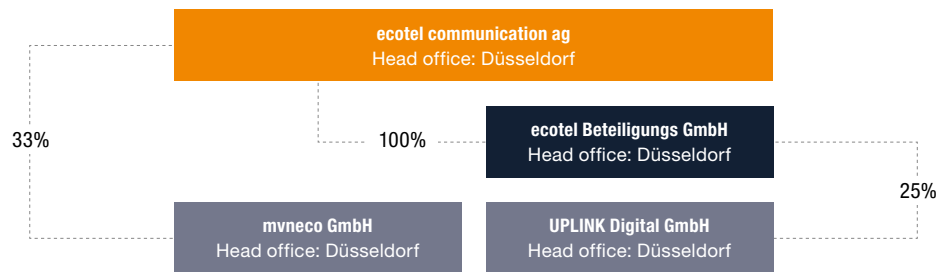 ecotel communication ag
Head office: Düsseldorf
33%
100%
ecotel Beteiligungs GmbH
Head office: Düsseldorf
25%
mvneco GmbH
Head office: Düsseldorf
UPLINK Digital GmbH
Head office: Düsseldorf